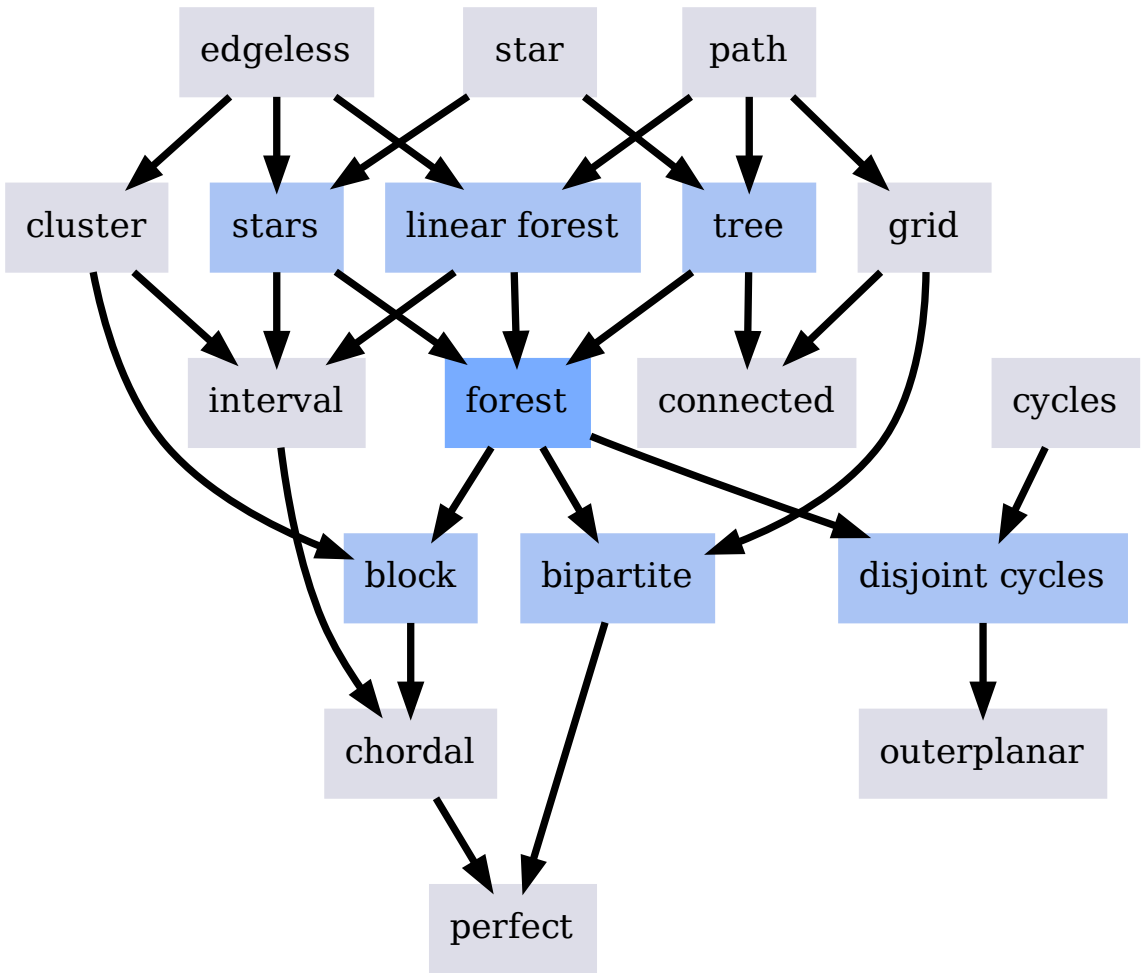 edgeless
star
path
cluster
stars
linear forest
tree
grid
interval
forest
connected
cycles
block
bipartite
disjoint cycles
chordal
outerplanar
perfect